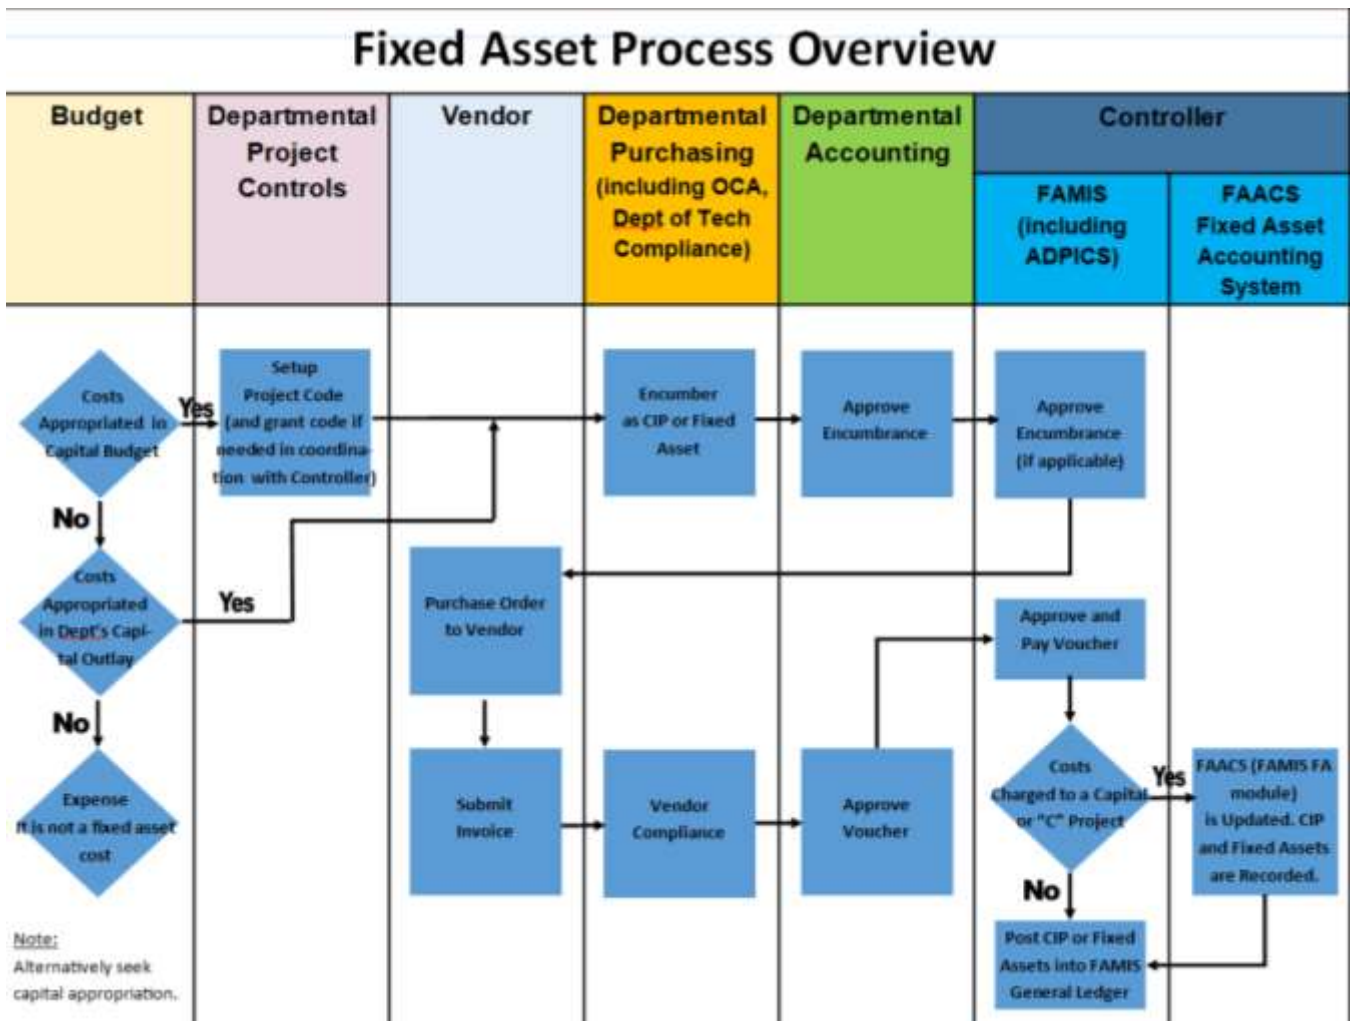 Fixed Asset Process Overview
Budget
Departmental
Project
Controls
Vendor
Departmental
Purchasing
(including OCA,
Dept of Tech
Compliance)
Departmental
Accounting
Controller
FAMIS
(including
ADPICS)
FAACS
Fixed Asset
Accounting
System
Costs
Appropriated in
Capital Budget
Yes
Setup
Project Code
(and grant code if
needed in coordina-
tion with Controller)
Encumber
as CIP or Fixed
Asset
Approve
Encumbrance
Approve
Encumbrance
(if applicable)
No
Costs
Appropriated
in Dept's Capi-
tal Outlay
Yes
Purchase Order
to Vendor
Approve and
Pay Voucher
No
Expense
It is not a fixed asset
cost
Submit
Invoice
Vendor
Compliance
Approve
Voucher
Costs
Charged to a Capital
or "C" Project
Yes
FAACS (FAMIS FA
module)
is Updated. CIP
and Fixed Assets
are Recorded.
No
Post CIP or Fixed
Assets into FAMIS
General Ledger
Note:
Alternatively seek
capital appropriation.